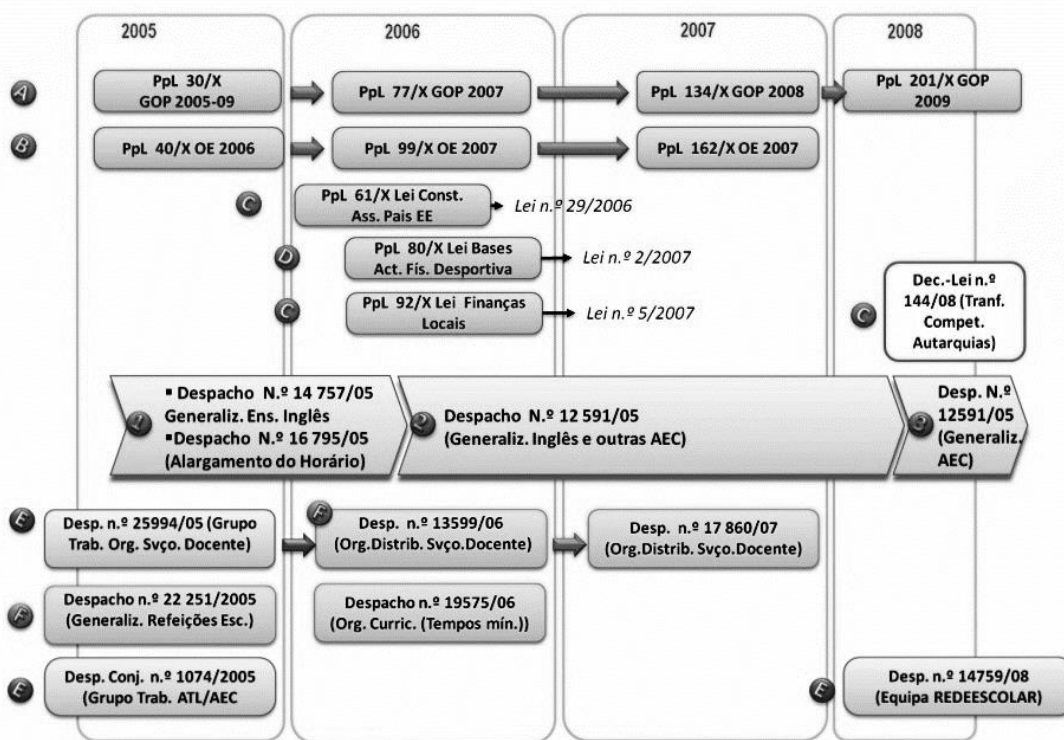 2005
2006
2007
2008
A
PpL 30/X
GOP 2005-09
PpL 77/X GOP 2007
PpL 134/X GOP 2008
PpL 201/X GOP
2009
B
PpL 40/X OE 2006
PpL 99/X OE 2007
PpL 162/X OE 2007
C
PpL 61/X Lei Const.
Ass. Pais EE
Lei n.º 29/2006
D
PpL 80/X Lei Bases
Act. Fís. Desportiva
Lei n.º 2/2007
C
PpL 92/X Lei Finanças
Locais
Lei n.º 5/2007
C
Dec.-Lei n.º
144/08 (Tranf.
Compet.
Autarquias)
1
▪ Despacho N.º 14 757/05
Generaliz. Ens. Inglês
▪Despacho N.º 16 795/05
(Alargamento do Horário)
2
Despacho N.º 12 591/05
(Generaliz. Inglês e outras AEC)
3
Desp. N.º
12591/05
(Generaliz.
AEC)
E
Desp. n.º 25994/05 (Grupo
Trab. Org. Svço. Docente)
F
Desp. n.º 13599/06
(Org.Distrib. Svço.Docente)
Desp. n.º 17 860/07
(Org.Distrib. Svço.Docente)
F
Despacho n.º 22 251/2005
(Generaliz. Refeições Esc.)
Despacho n.º 19575/06
(Org. Curric. (Tempos mín.))
E
Desp. Conj. n.º 1074/2005
(Grupo Trab. ATL/AEC
E
Desp. n.º 14759/08
(Equipa REDEESCOLAR)